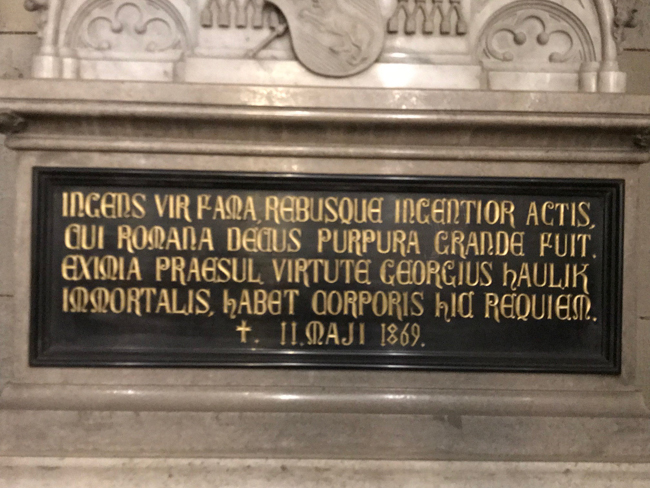 INGENS VIR FAMA, REBUSQUE INGENTIOR ACTIS,
CUI ROMANA DECUS PURPURA GRANDE FUIT.
EXIMIA PRAESUL VIRTUTE GEORGIUS HAULIK
IMMORTALIS, HABET CORPORIS HIC REQUIEM.
†. 11. MAJI 1869.